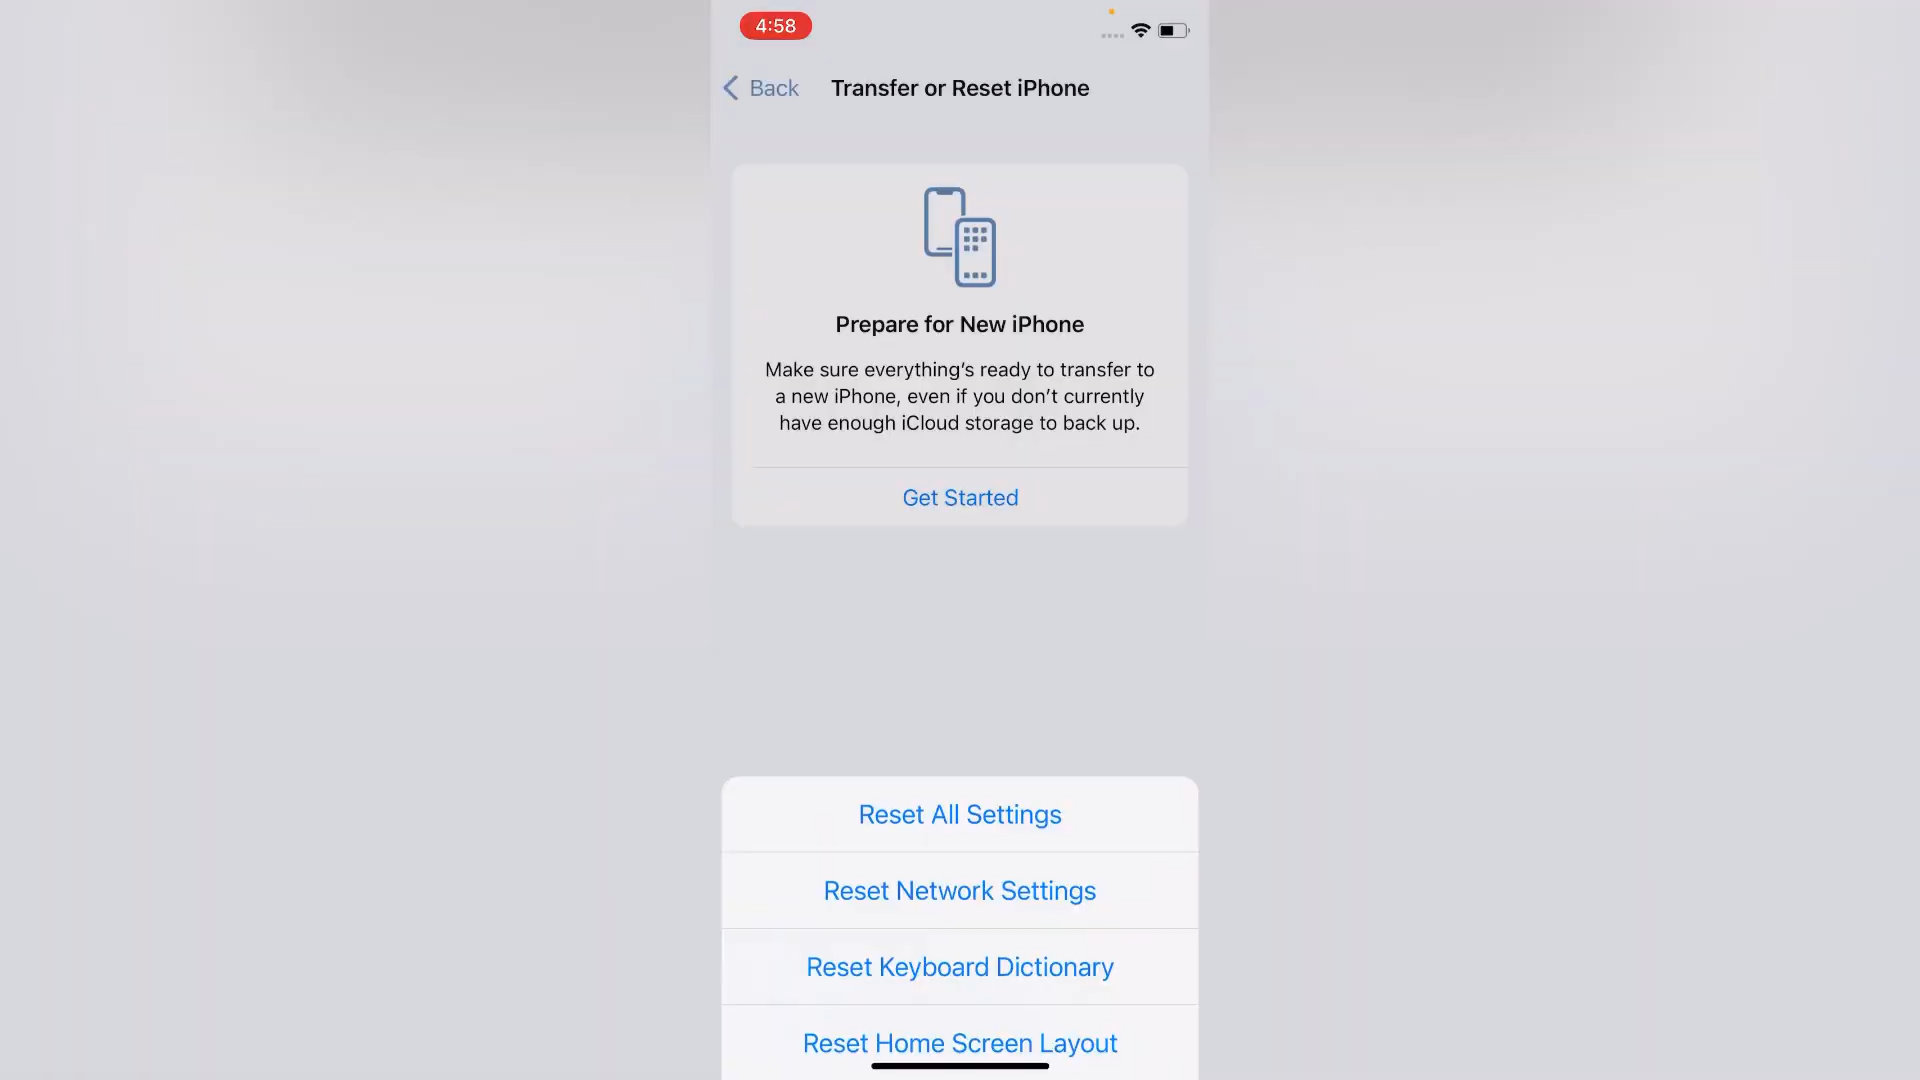 4:58
Back
Transfer or Reset iPhone
Prepare for New iPhone
Make sure everything's ready to transfer to
a new iPhone, even if you don't currently
have enough iCloud storage to back up.
Get Started
Reset All Settings
Reset Network Settings
Reset Keyboard Dictionary
Reset Home Screen Layout